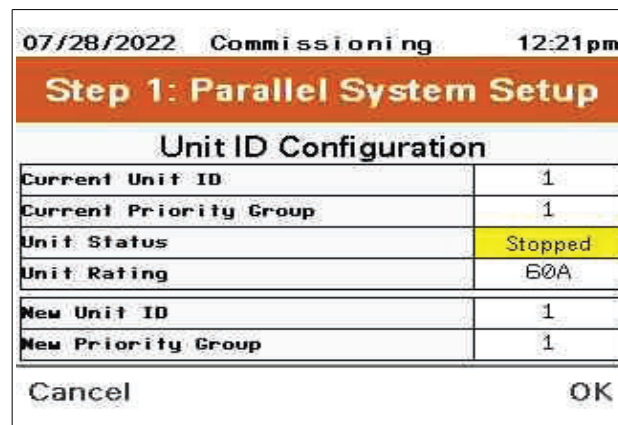 07/28/2022 Commissioning 12:21pm
Step 1: Parallel System Setup
Unit ID Configuration
Current Unit ID 1
Current Priority Group 1
Unit Status Stopped
Unit Rating 60A
New Unit ID 1
New Priority Group 1
Cancel OK